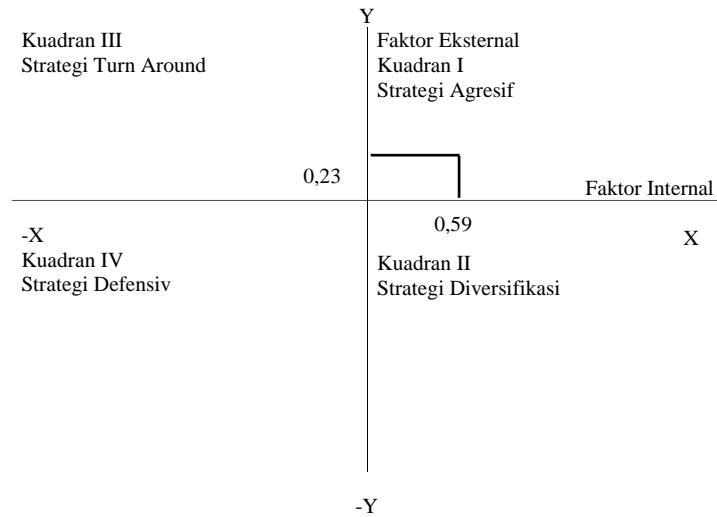 Y
Kuadran III
Strategi Turn Around
Faktor Eksternal
Kuadran I
Strategi Agresif
0,23
Faktor Internal
0,59
-X
Kuadran IV
Strategi Defensiv
X
Kuadran II
Strategi Diversifikasi
-Y